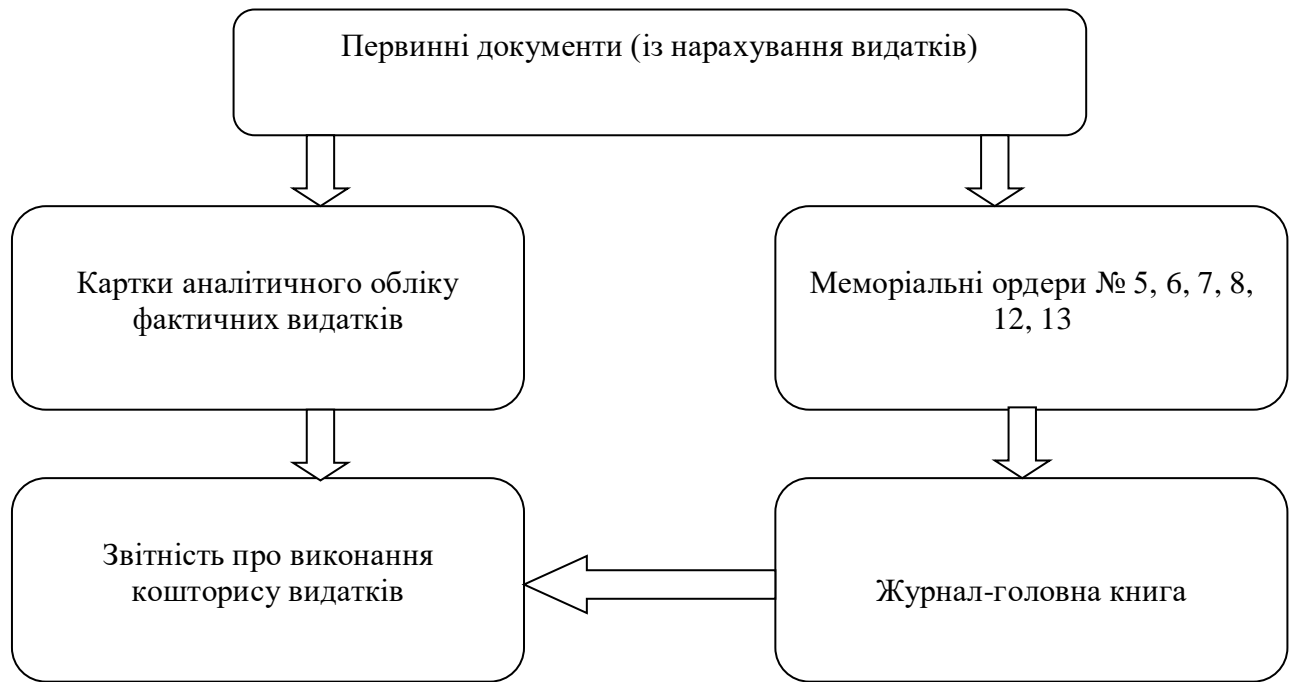 Первинні документи (із нарахування видатків)
Картки аналітичного обліку
фактичних видатків
Меморіальні ордери № 5, 6, 7, 8,
12, 13
Звітність про виконання
кошторису видатків
Журнал-головна книга